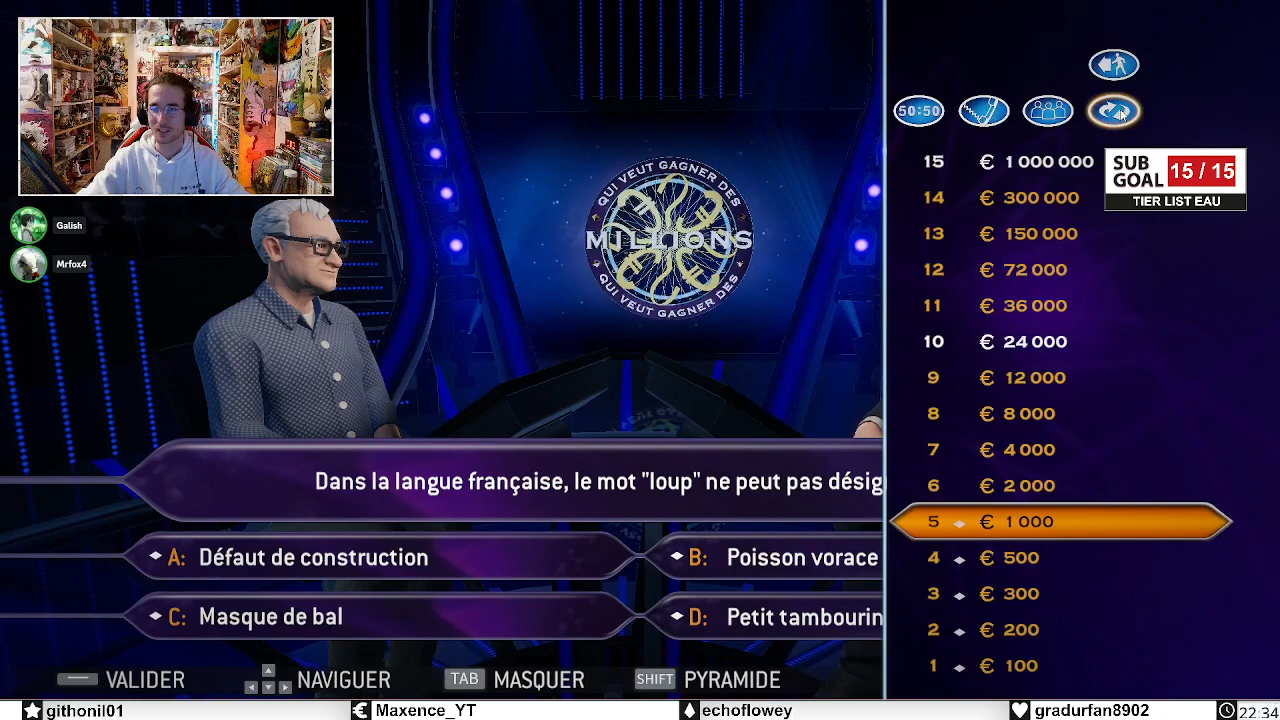 Galish
Mrfox4
QUI VEUT GAGNER DES
MILLIONS
QUI VEUT GAGNER DES
50:50
15 € 1 000 000
14 € 300 000
13 € 150 000
12 € 72 000
11 € 36 000
10 € 24 000
9 € 12 000
8 € 8 000
7 € 4 000
6 € 2 000
5 € 1 000
4 € 500
3 € 300
2 € 200
1 € 100
SUB GOAL 15 / 15
TIER LIST EAU
Dans la langue française, le mot "loup" ne peut pas désig
A: Défaut de construction
B: Poisson vorace
C: Masque de bal
D: Petit tambourin
VALIDER NAVIGUER TAB MASQUER SHIFT PYRAMIDE
githonil01 Maxence_YT echoflowey gradurfan8902 22:34